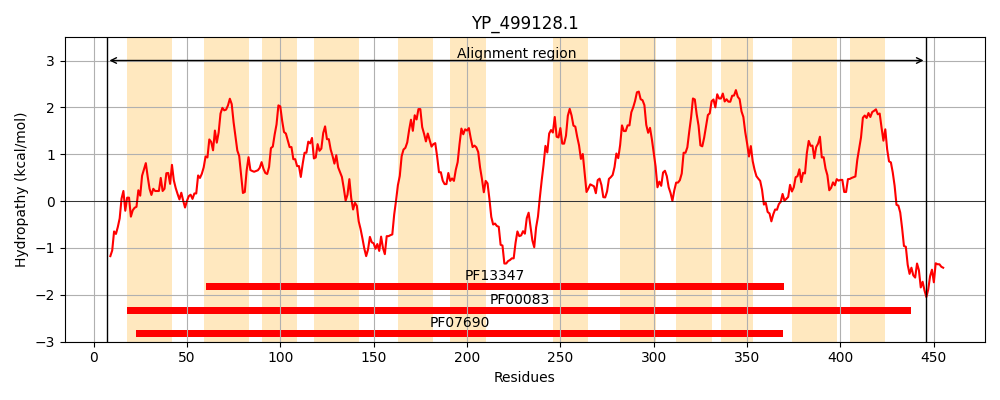 YP_499128.1
Alignment region
Hydropathy (kcal/mol)
3
2
1
0
−1
−2
−3
PF13347
PF00083
PF07690
0 50 100 150 200 250 300 350 400 450
Residues